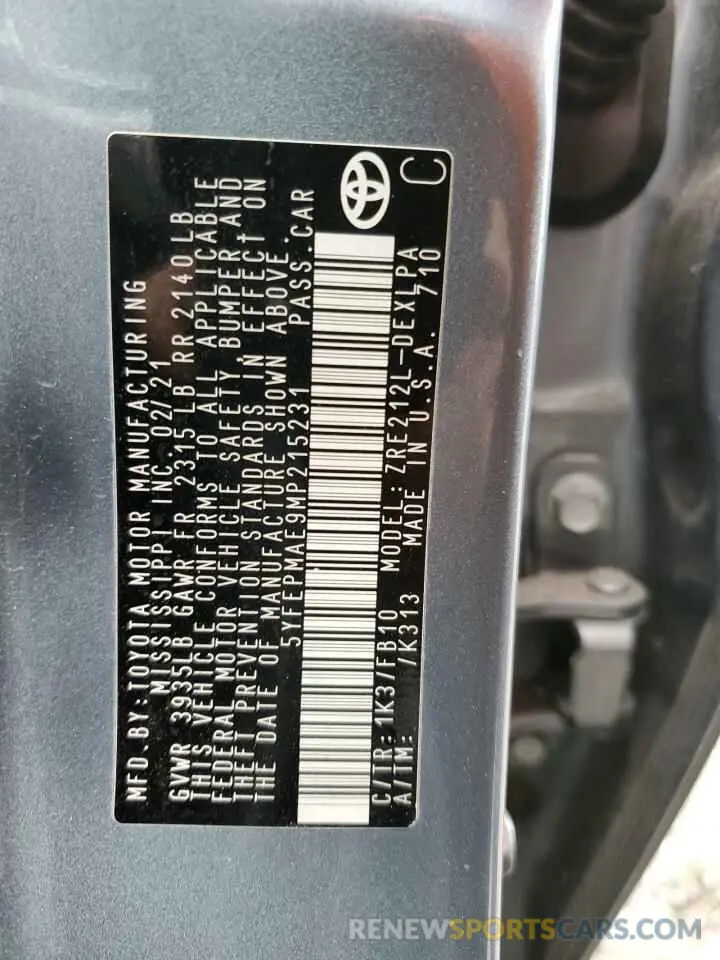 MFD.BY:TOYOTA MOTOR MANUFACTURING
MISSISSIPPI INC 02/21
GVWR 3935LB GAWR FR 2315 LB RR 2140 LB
THIS VEHICLE CONFORMS TO ALL APPLICABLE
FEDERAL MOTOR VEHICLE SAFETY, BUMPER AND
THEFT PREVENTION STANDARDS IN EFFECT ON
THE DATE OF MANUFACTURE SHOWN ABOVE.
5YFEPMAE9MP215231 PASS.CAR
C/TR: 1K3/FB10 MODEL: ZRE212L-DEXLPA
A/TM: /K313 MADE IN U.S.A. 710
C
RENEWSPORTSCARS.COM